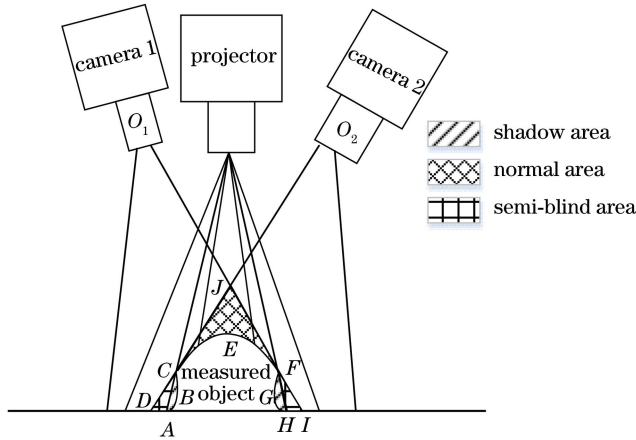 camera 1
projector
camera 2
O1
O2
shadow area
normal area
semi-blind area
J
E
C
F
measured
object
D
B
G
A
H
I